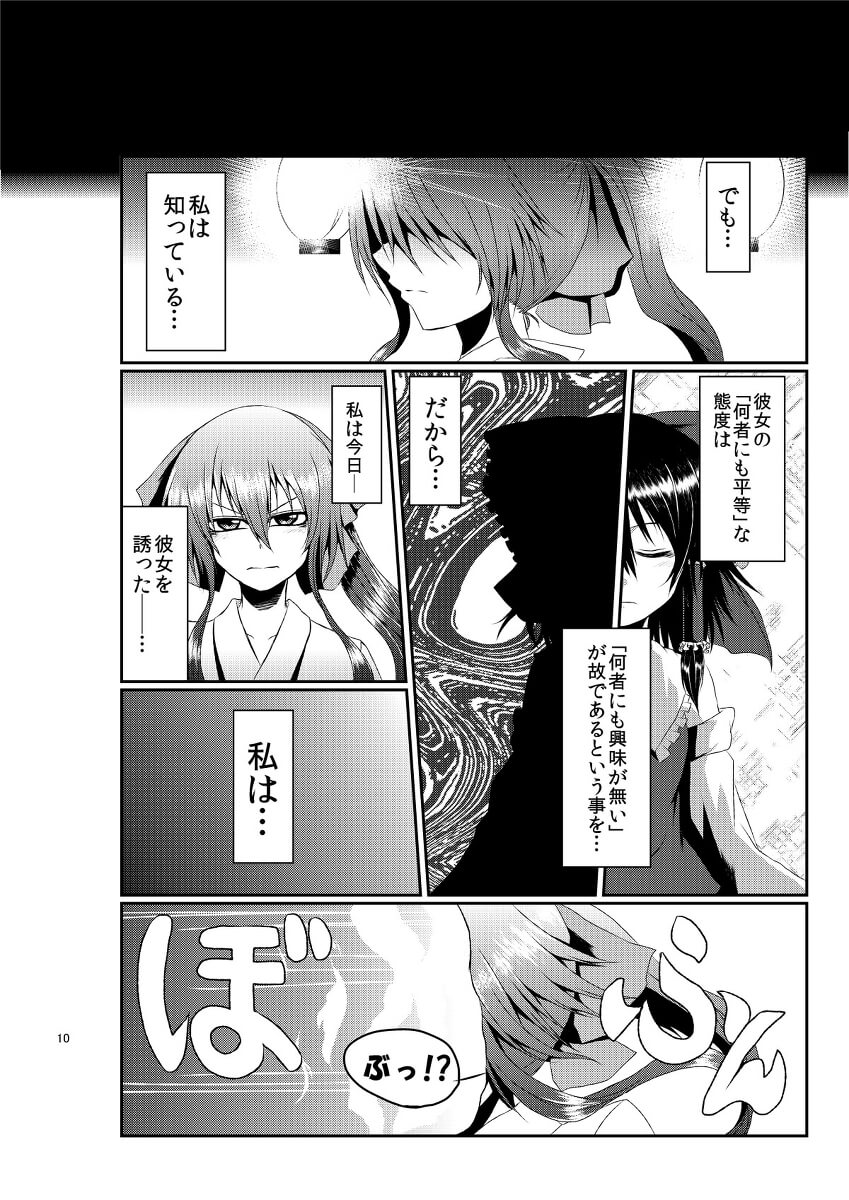 でも…
私は
知っている…
彼女の
「何者にも平等」な
態度は
「何者にも興味が無い」
が故であるという事を…
だから…
私は今日―
彼女を
誘った――…
私は…
ぼ
ぶっ!?
10